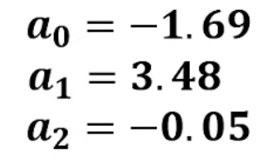 a₀ = −1.69
a₁ = 3.48
a₂ = −0.05